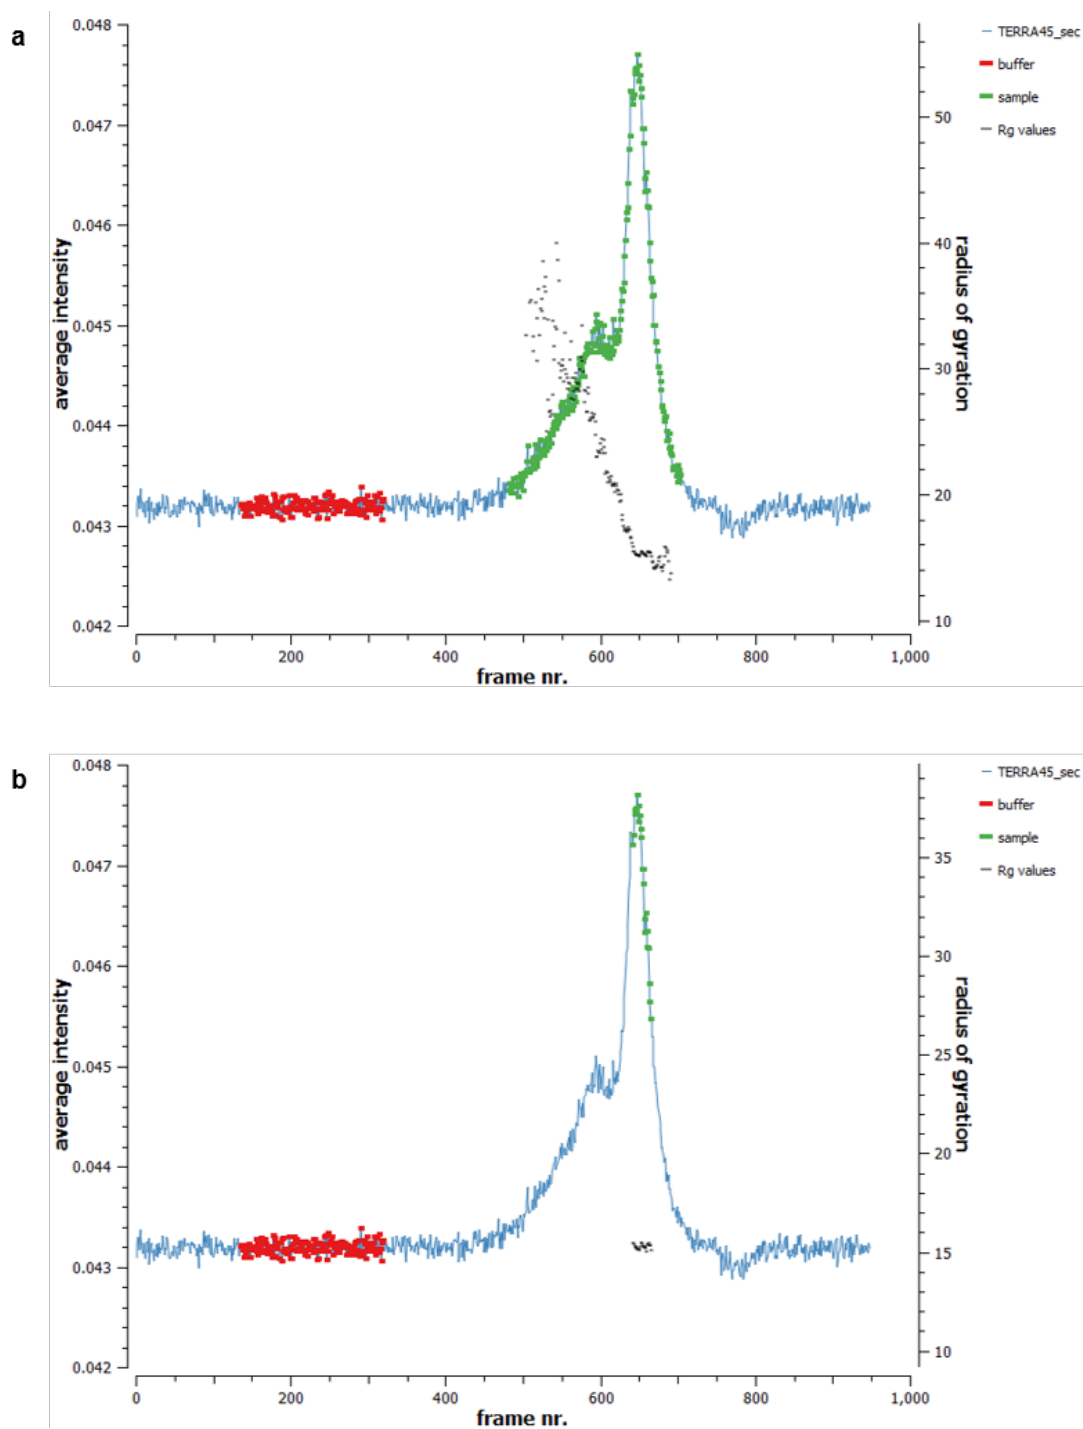 a
0.048
0.047
0.046
0.045
0.044
0.043
0.042
average intensity
0
200
400
600
800
1,000
frame nr.
50
40
30
20
10
radius of gyration
TERRA45_sec
buffer
sample
Rg values
b
0.048
0.047
0.046
0.045
0.044
0.043
0.042
average intensity
0
200
400
600
800
1,000
frame nr.
35
30
25
20
15
10
radius of gyration
TERRA45_sec
buffer
sample
Rg values